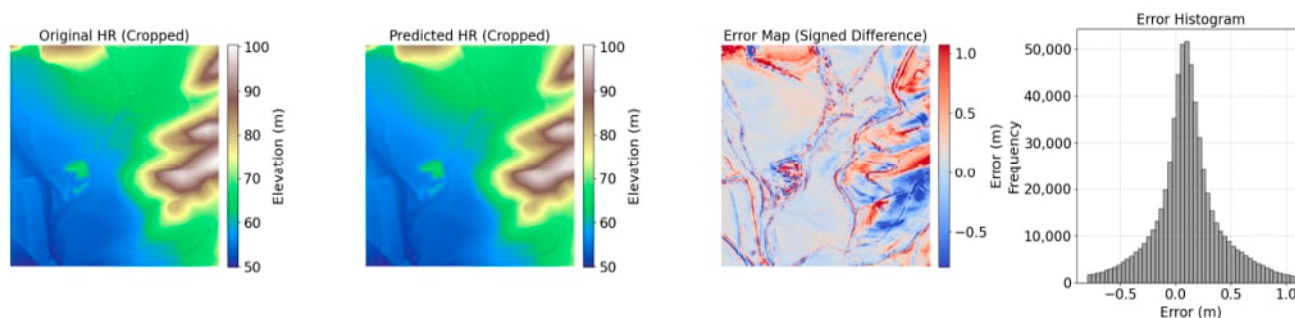 Original HR (Cropped)
100
90
80
70
60
50
Elevation (m)
Predicted HR (Cropped)
100
90
80
70
60
50
Elevation (m)
Error Map (Signed Difference)
1.0
0.5
0.0
−0.5
Error (m)
Error Histogram
Frequency
50,000
40,000
30,000
20,000
10,000
0
−0.5
0.0
0.5
1.0
Error (m)